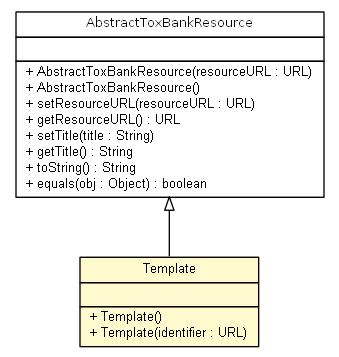 AbstractToxBankResource
+ AbstractToxBankResource(resourceURL : URL)
+ AbstractToxBankResource()
+ setResourceURL(resourceURL : URL)
+ getResourceURL() : URL
+ setTitle(title : String)
+ getTitle() : String
+ toString() : String
+ equals(obj : Object) : boolean
Template
+ Template()
+ Template(identifier : URL)